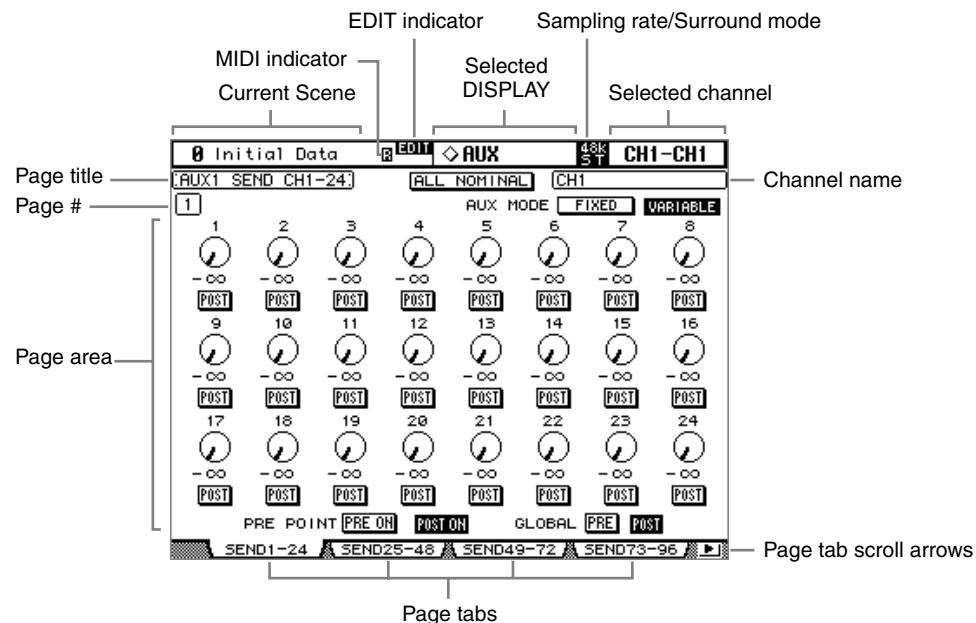 EDIT indicator
Sampling rate/Surround mode
MIDI indicator
Selected
DISPLAY
Current Scene
Selected channel
0 Initial Data
R
EDIT
AUX
48K
ST
CH1-CH1
Page title
AUX1 SEND CH1-24
ALL NOMINAL
CH1
Channel name
Page #
1
AUX MODE FIXED VARIABLE
1 2 3 4 5 6 7 8
-∞ -∞ -∞ -∞ -∞ -∞ -∞ -∞
POST POST POST POST POST POST POST POST
9 10 11 12 13 14 15 16
Page area
-∞ -∞ -∞ -∞ -∞ -∞ -∞ -∞
POST POST POST POST POST POST POST POST
17 18 19 20 21 22 23 24
-∞ -∞ -∞ -∞ -∞ -∞ -∞ -∞
POST POST POST POST POST POST POST POST
PRE POINT PRE ON POST ON GLOBAL PRE POST
SEND1-24 SEND25-48 SEND49-72 SEND73-96
Page tab scroll arrows
Page tabs